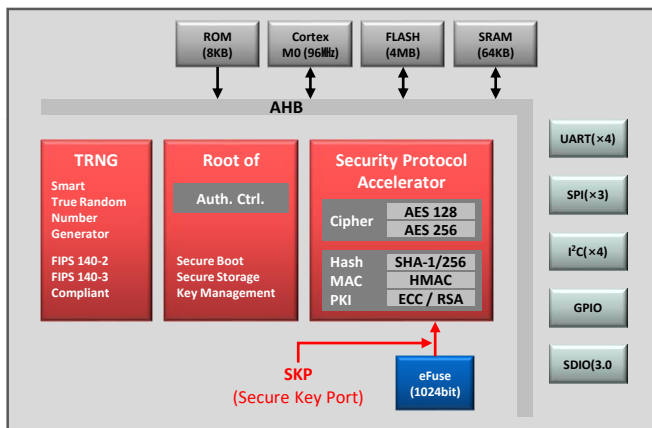 ROM
(8KB)
Cortex
M0 (96㎒)
FLASH
(4MB)
SRAM
(64KB)
AHB
TRNG
Smart
True Random
Number
Generator
FIPS 140-2
FIPS 140-3
Compliant
Root of
Auth. Ctrl.
Secure Boot
Secure Storage
Key Management
Security Protocol
Accelerator
Cipher
AES 128
AES 256
Hash SHA-1/256
MAC HMAC
PKI ECC / RSA
UART(×4)
SPI(×3)
I²C(×4)
GPIO
SDIO(3.0
SKP
(Secure Key Port)
eFuse
(1024bit)